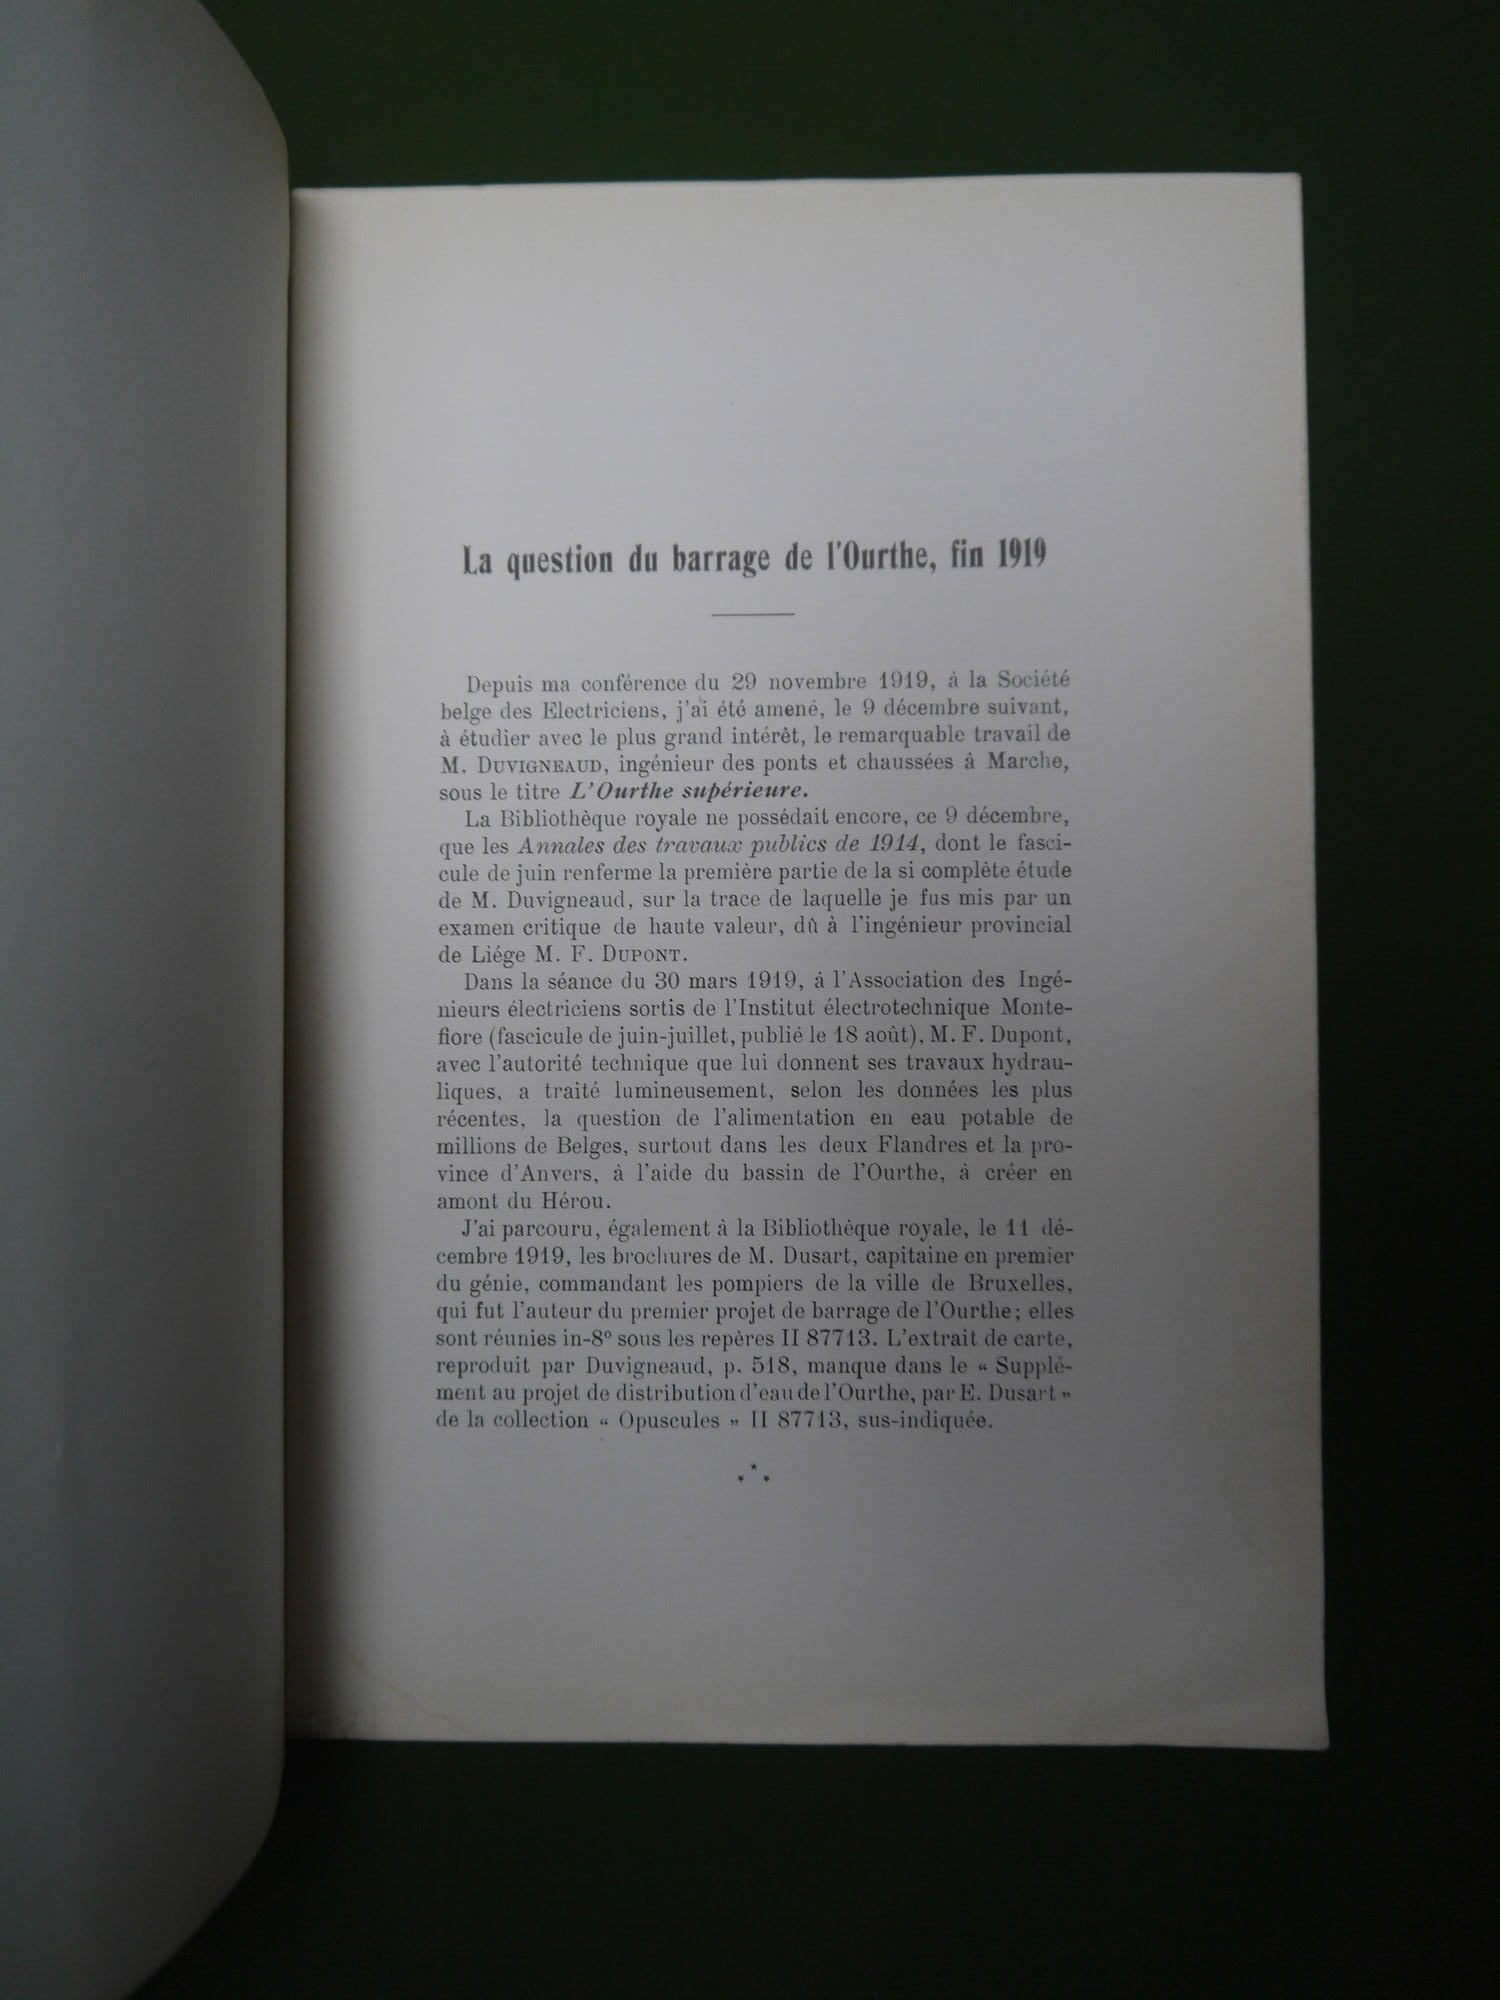 La question du barrage de l'Ourthe, fin 1919
Depuis ma conférence du 29 novembre 1919, à la Société
belge des Electriciens, j'ai été amené, le 9 décembre suivant,
à étudier avec le plus grand intérêt, le remarquable travail de
M. DUVIGNEAUD, ingénieur des ponts et chaussées à Marche,
sous le titre L'Ourthe supérieure.
La Bibliothèque royale ne possédait encore, ce 9 décembre,
que les Annales des travaux publics de 1914, dont le fasci-
cule de juin renferme la première partie de la si complète étude
de M. Duvigneaud, sur la trace de laquelle je fus mis par un
examen critique de haute valeur, dû à l'ingénieur provincial
de Liége M. F. DUPONT.
Dans la séance du 30 mars 1919, à l'Association des Ingé-
nieurs électriciens sortis de l'Institut électrotechnique Monte-
fiore (fascicule de juin-juillet, publié le 18 août), M. F. Dupont,
avec l'autorité technique que lui donnent ses travaux hydrau-
liques, a traité lumineusement, selon les données les plus
récentes, la question de l'alimentation en eau potable de
millions de Belges, surtout dans les deux Flandres et la pro-
vince d'Anvers, à l'aide du bassin de l'Ourthe, à créer en
amont du Hérou.
J'ai parcouru, également à la Bibliothèque royale, le 11 dé-
cembre 1919, les brochures de M. Dusart, capitaine en premier
du génie, commandant les pompiers de la ville de Bruxelles,
qui fut l'auteur du premier projet de barrage de l'Ourthe; elles
sont réunies in-8º sous les repères II 87713. L'extrait de carte,
reproduit par Duvigneaud, p. 518, manque dans le « Supplé-
ment au projet de distribution d'eau de l'Ourthe, par E. Dusart »
de la collection « Opuscules » II 87713, sus-indiquée.
⁂